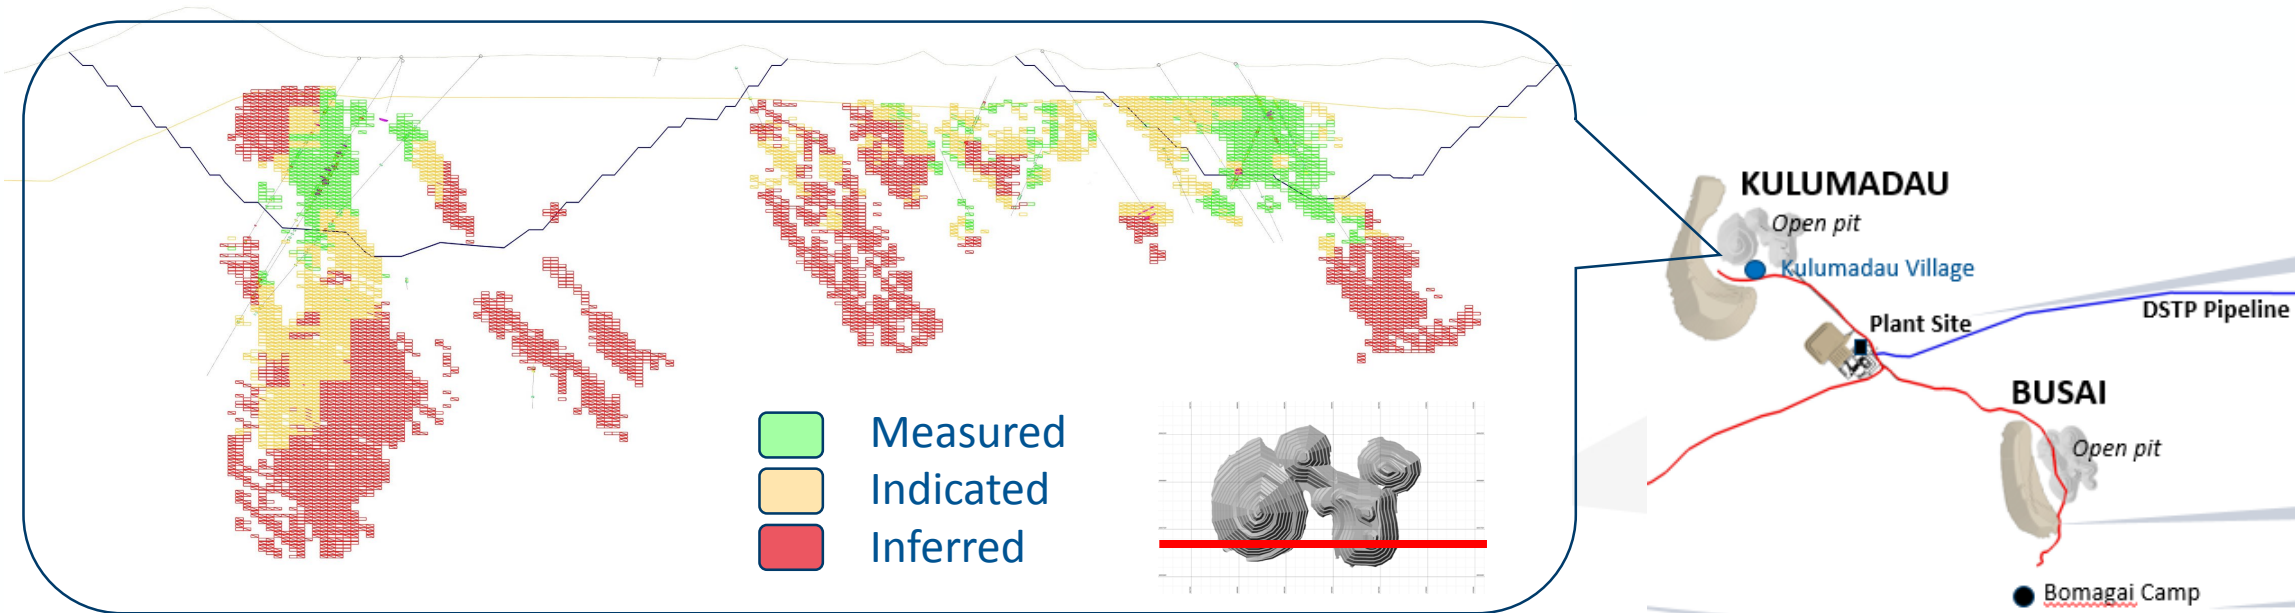 Measured
Indicated
Inferred
KULUMADAU
Open pit
Kulumadau Village
DSTP Pipeline
Plant Site
BUSAI
Open pit
Bomagai Camp